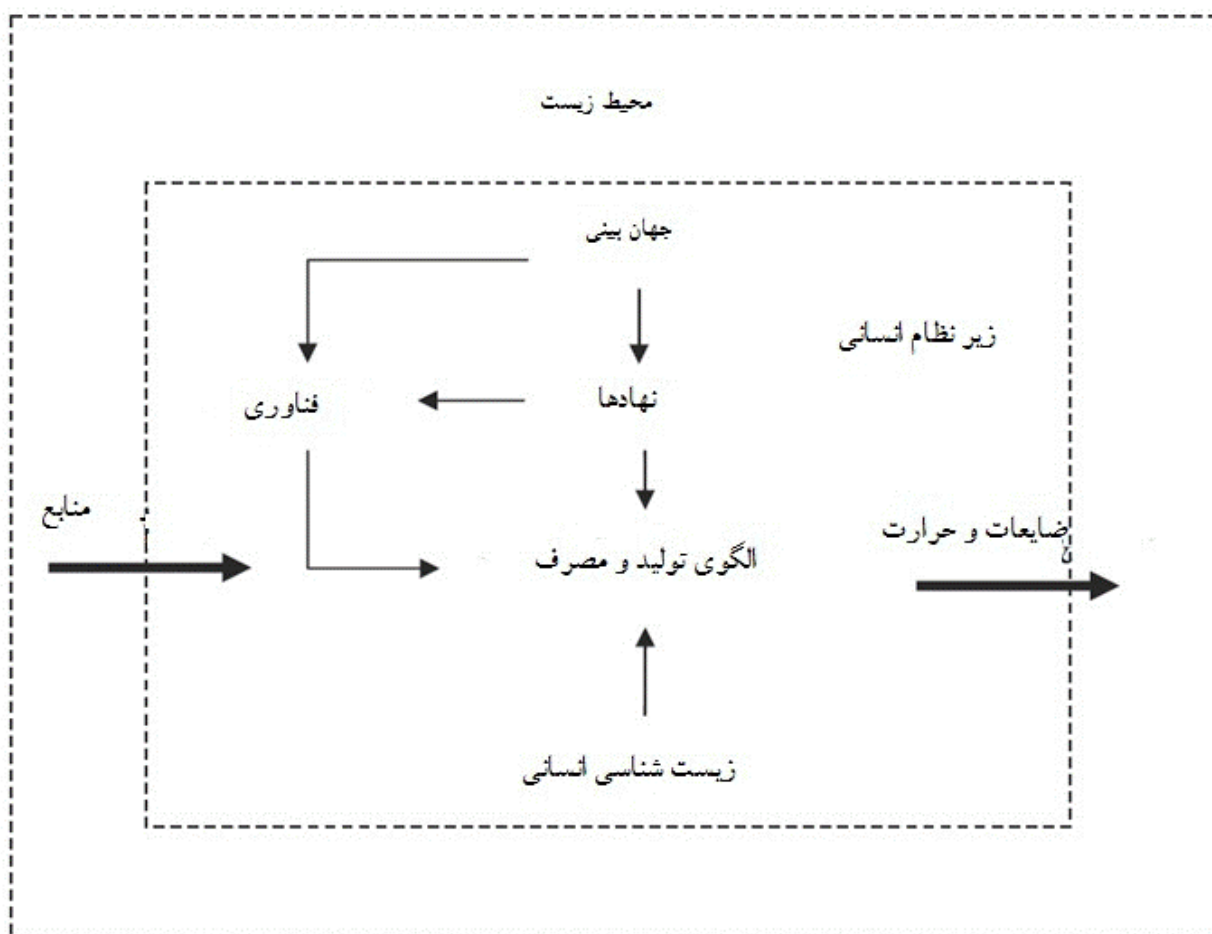 محیط زیست
جهان بینی
زیر نظام انسانی
نهادها
فناوری
منابع
ضایعات و حرارت
الگوی تولید و مصرف
زیست شناسی انسانی